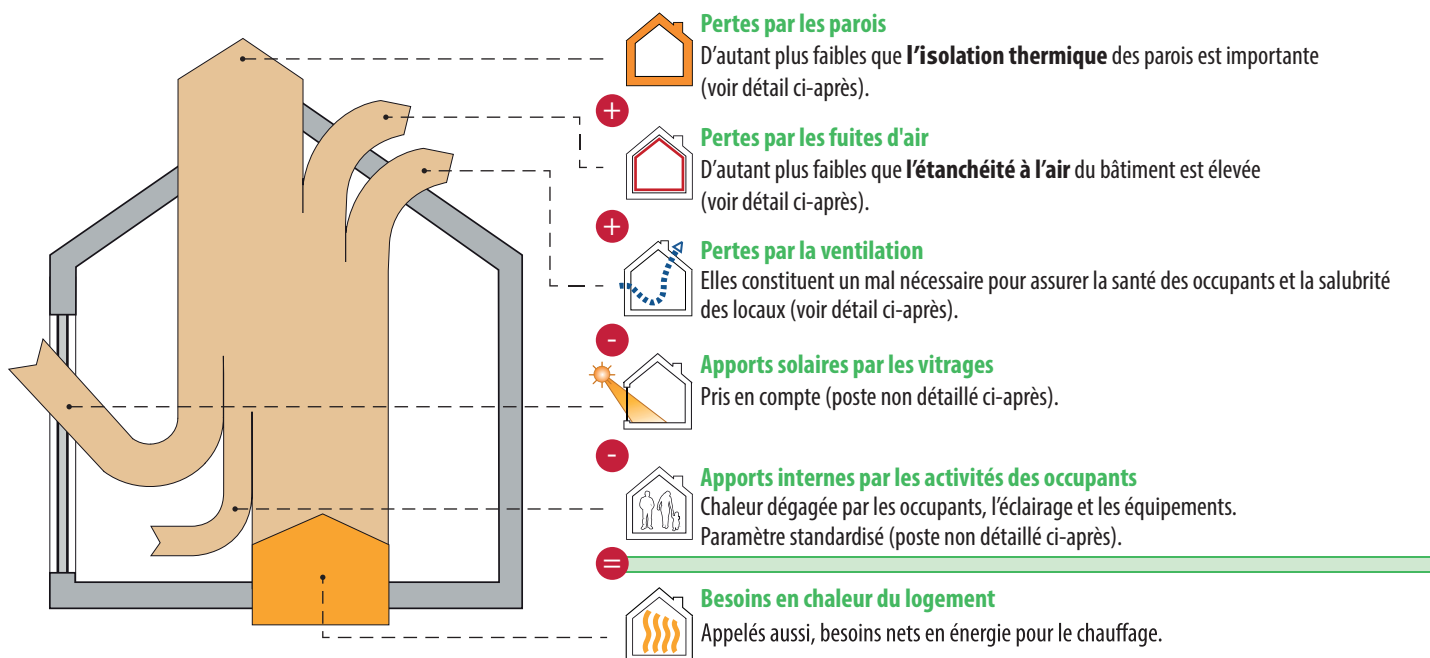 Pertes par les parois
D'autant plus faibles que l'isolation thermique des parois est importante
(voir détail ci-après).
+
Pertes par les fuites d'air
D'autant plus faibles que l'étanchéité à l'air du bâtiment est élevée
(voir détail ci-après).
+
Pertes par la ventilation
Elles constituent un mal nécessaire pour assurer la santé des occupants et la salubrité
des locaux (voir détail ci-après).
-
Apports solaires par les vitrages
Pris en compte (poste non détaillé ci-après).
-
Apports internes par les activités des occupants
Chaleur dégagée par les occupants, l'éclairage et les équipements.
Paramètre standardisé (poste non détaillé ci-après).
=
Besoins en chaleur du logement
Appelés aussi, besoins nets en énergie pour le chauffage.